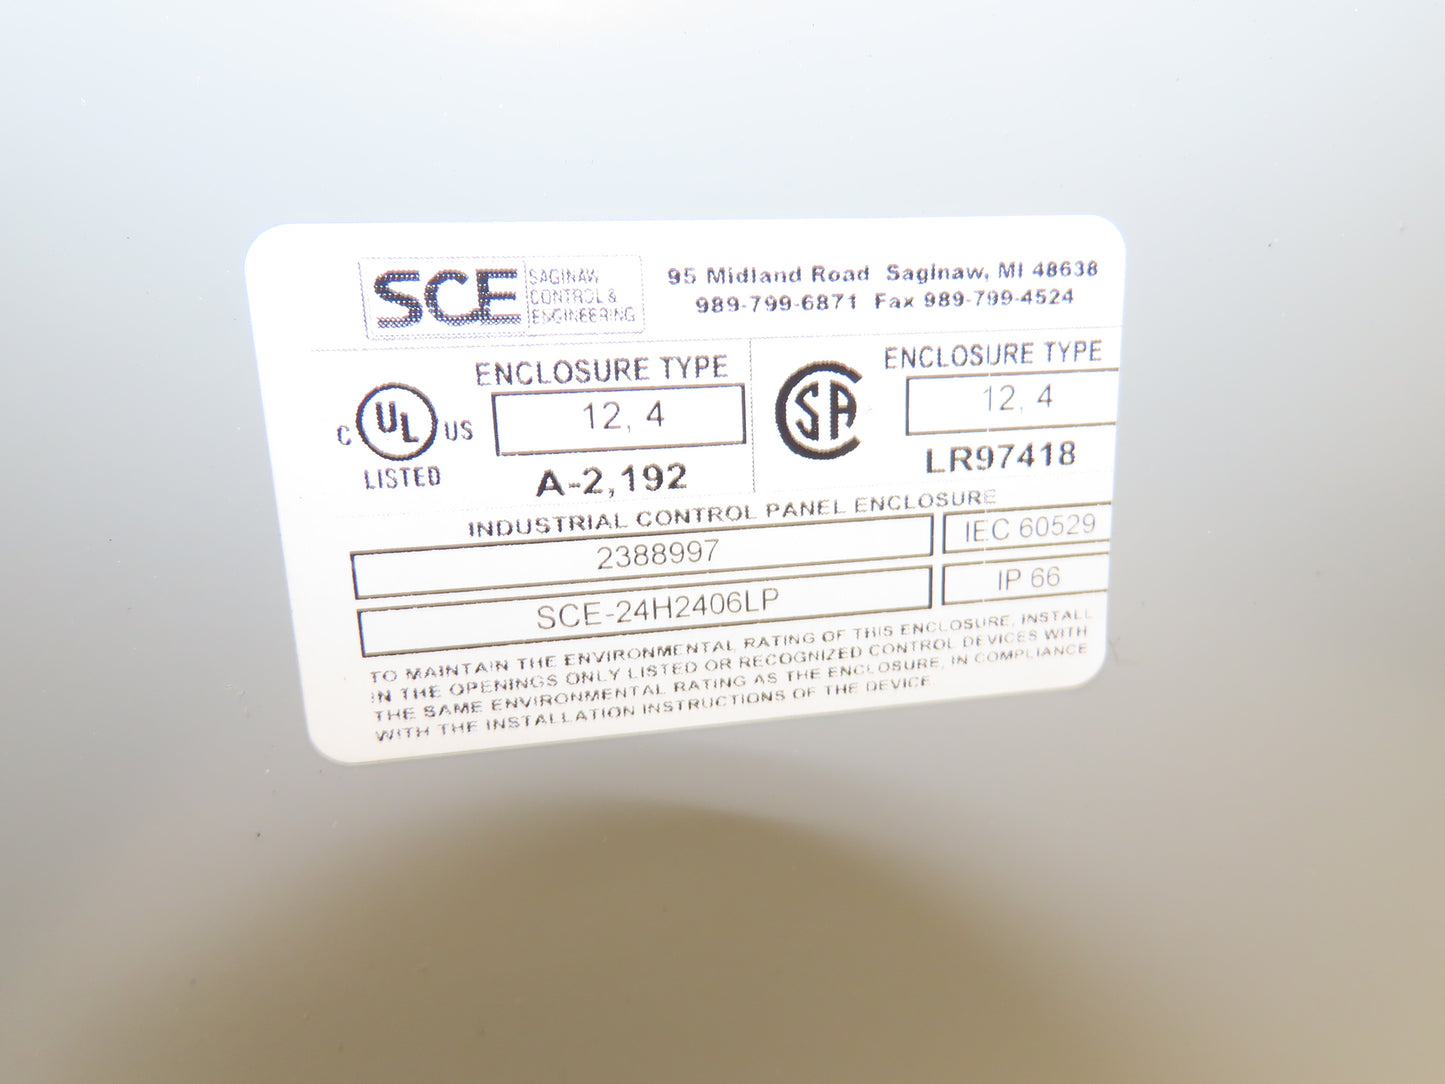 SCE
SAGINAW
CONTROL &
ENGINEERING
95 Midland Road Saginaw, MI 48638
989-799-6871 Fax 989-799-4524
ENCLOSURE TYPE
12, 4
C UL US
LISTED
A-2,192
CSA
ENCLOSURE TYPE
12, 4
LR97418
INDUSTRIAL CONTROL PANEL ENCLOSURE
2388997
IEC 60529
SCE-24H2406LP
IP 66
TO MAINTAIN THE ENVIRONMENTAL RATING OF THIS ENCLOSURE, INSTALL
IN THE OPENINGS ONLY LISTED OR RECOGNIZED CONTROL DEVICES WITH
THE SAME ENVIRONMENTAL RATING AS THE ENCLOSURE, IN COMPLIANCE
WITH THE INSTALLATION INSTRUCTIONS OF THE DEVICE.